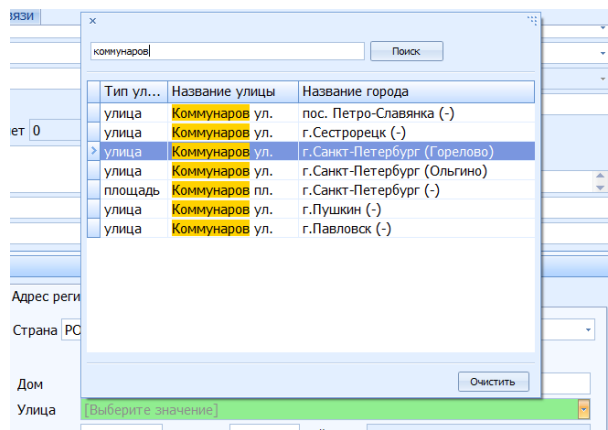 вязи
×
коммунаров
Поиск
Тип ул... Название улицы Название города
улица Коммунаров ул. пос. Петро-Славянка (-)
улица Коммунаров ул. г.Сестрорецк (-)
улица Коммунаров ул. г.Санкт-Петербург (Горелово)
улица Коммунаров ул. г.Санкт-Петербург (Ольгино)
площадь Коммунаров пл. г.Санкт-Петербург (-)
улица Коммунаров ул. г.Пушкин (-)
улица Коммунаров ул. г.Павловск (-)
ет 0
Адрес реги
Страна РО
Очистить
Дом
Улица [Выберите значение]